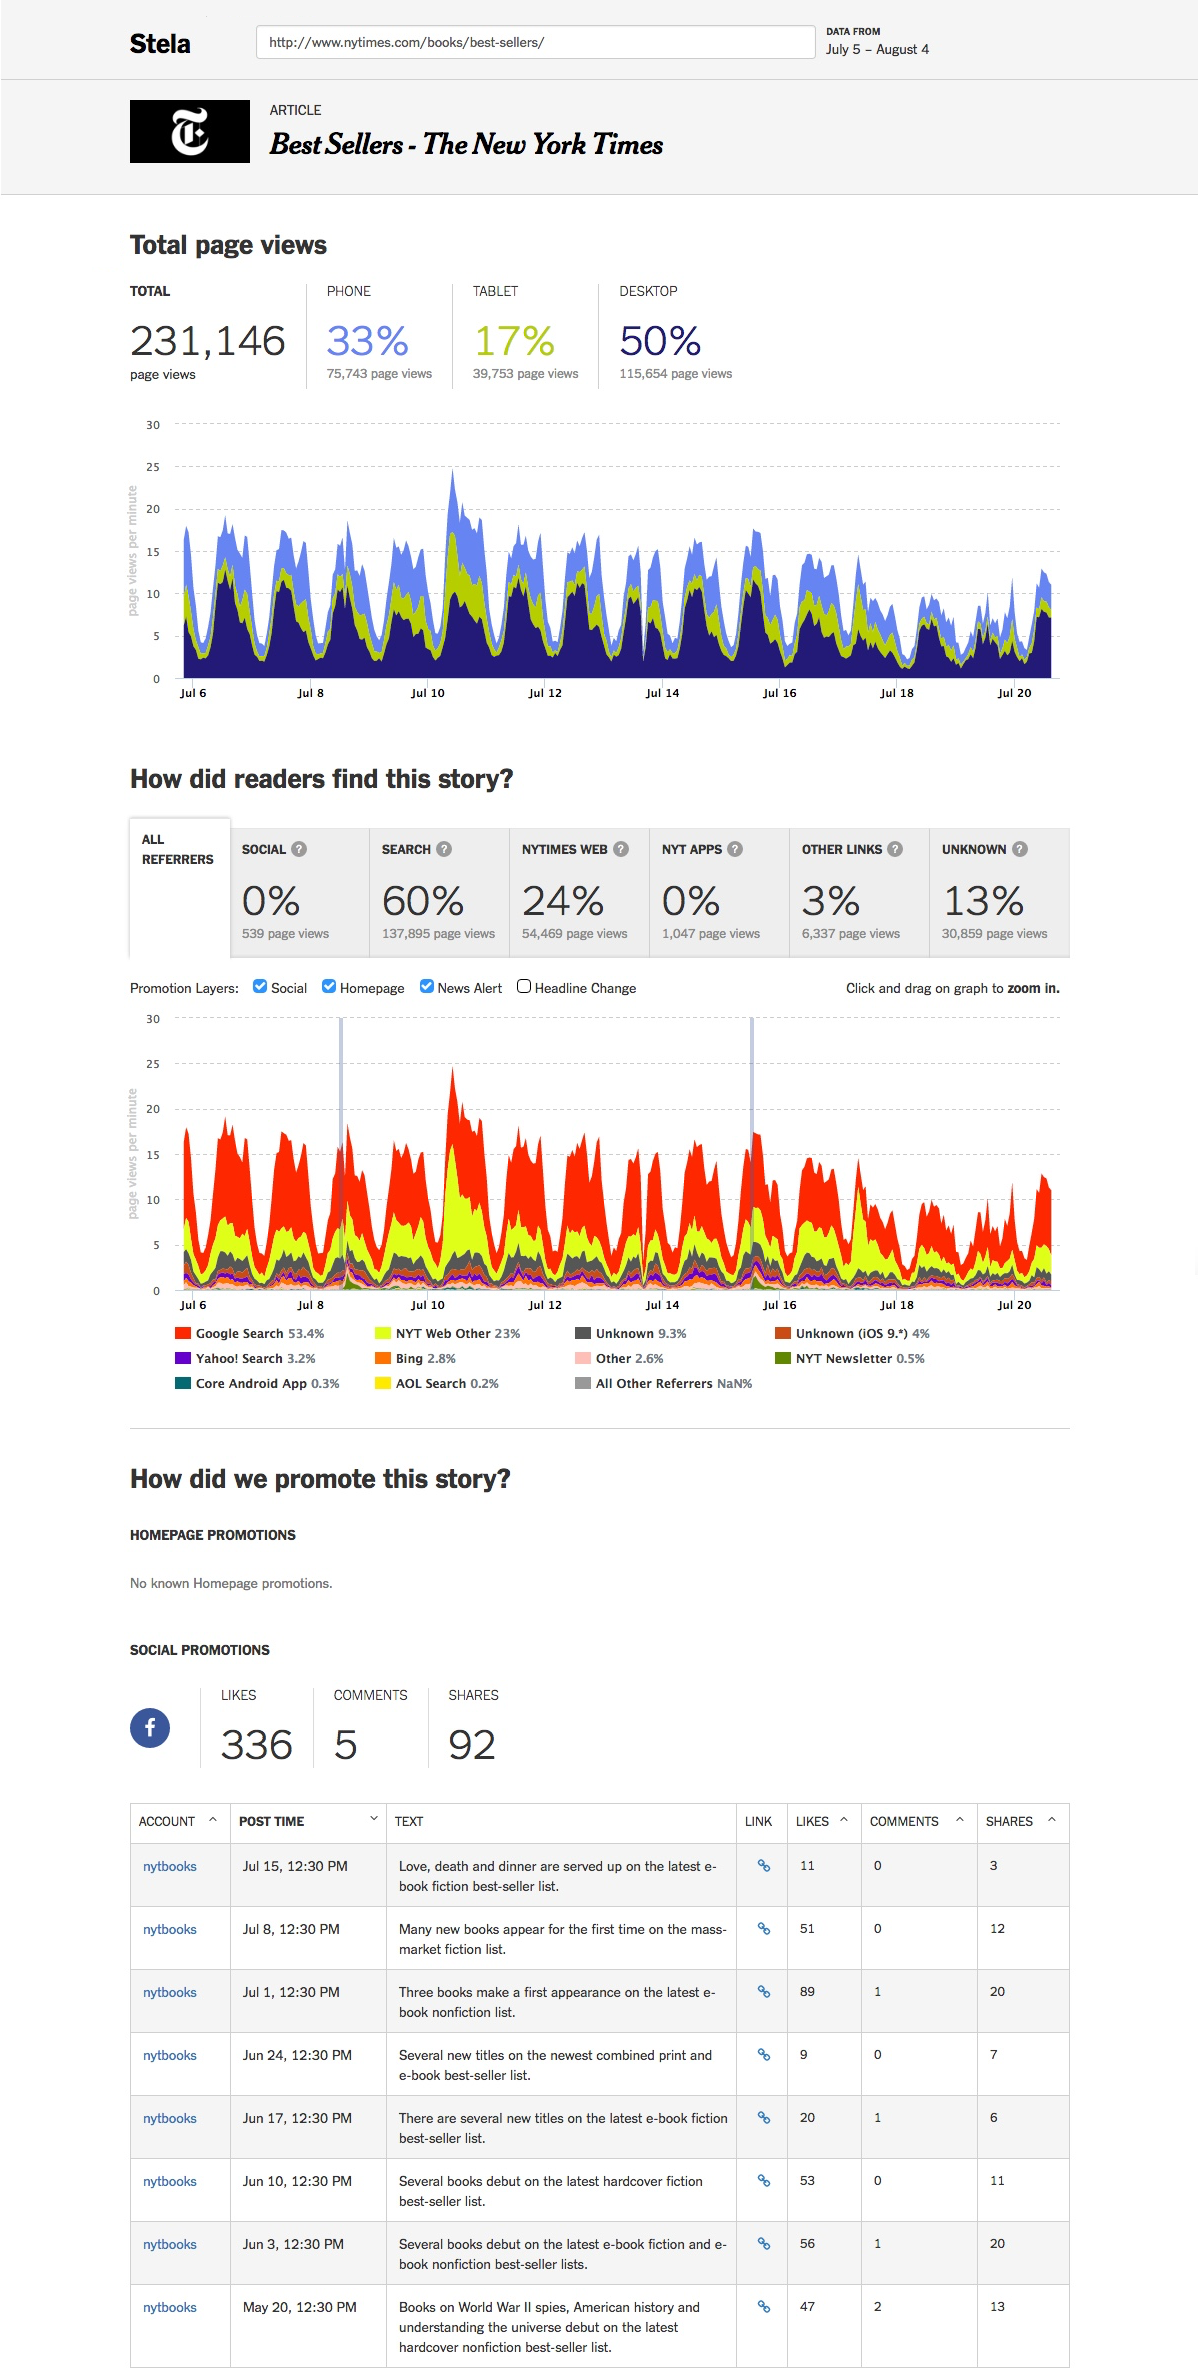 Stela
http://www.nytimes.com/books/best-sellers/
DATA FROM
July 5 – August 4
ARTICLE
Best Sellers - The New York Times
Total page views
TOTAL
231,146
page views
PHONE
33%
75,743 page views
TABLET
17%
39,753 page views
DESKTOP
50%
115,654 page views
page views per minute
30
25
20
15
10
5
0
Jul 6 Jul 8 Jul 10 Jul 12 Jul 14 Jul 16 Jul 18 Jul 20
How did readers find this story?
ALL
REFERRERS
SOCIAL ?
0%
539 page views
SEARCH ?
60%
137,895 page views
NYTIMES WEB ?
24%
54,469 page views
NYT APPS ?
0%
1,047 page views
OTHER LINKS ?
3%
6,337 page views
UNKNOWN ?
13%
30,859 page views
Promotion Layers: Social Homepage News Alert Headline Change Click and drag on graph to zoom in.
page views per minute
30
25
20
15
10
5
0
Jul 6 Jul 8 Jul 10 Jul 12 Jul 14 Jul 16 Jul 18 Jul 20
Google Search 53.4% NYT Web Other 23% Unknown 9.3% Unknown (iOS 9.*) 4%
Yahoo! Search 3.2% Bing 2.8% Other 2.6% NYT Newsletter 0.5%
Core Android App 0.3% AOL Search 0.2% All Other Referrers NaN%
How did we promote this story?
HOMEPAGE PROMOTIONS
No known Homepage promotions.
SOCIAL PROMOTIONS
f
LIKES
336
COMMENTS
5
SHARES
92
ACCOUNT POST TIME TEXT LINK LIKES COMMENTS SHARES
nytbooks Jul 15, 12:30 PM Love, death and dinner are served up on the latest e- 11 0 3
book fiction best-seller list.
nytbooks Jul 8, 12:30 PM Many new books appear for the first time on the mass- 51 0 12
market fiction list.
nytbooks Jul 1, 12:30 PM Three books make a first appearance on the latest e- 89 1 20
book nonfiction list.
nytbooks Jun 24, 12:30 PM Several new titles on the newest combined print and 9 0 7
e-book best-seller list.
nytbooks Jun 17, 12:30 PM There are several new titles on the latest e-book fiction 20 1 6
best-seller list.
nytbooks Jun 10, 12:30 PM Several books debut on the latest hardcover fiction 53 0 11
best-seller list.
nytbooks Jun 3, 12:30 PM Several books debut on the latest e-book fiction and e- 56 1 20
book nonfiction best-seller lists.
nytbooks May 20, 12:30 PM Books on World War II spies, American history and 47 2 13
understanding the universe debut on the latest
hardcover nonfiction best-seller list.